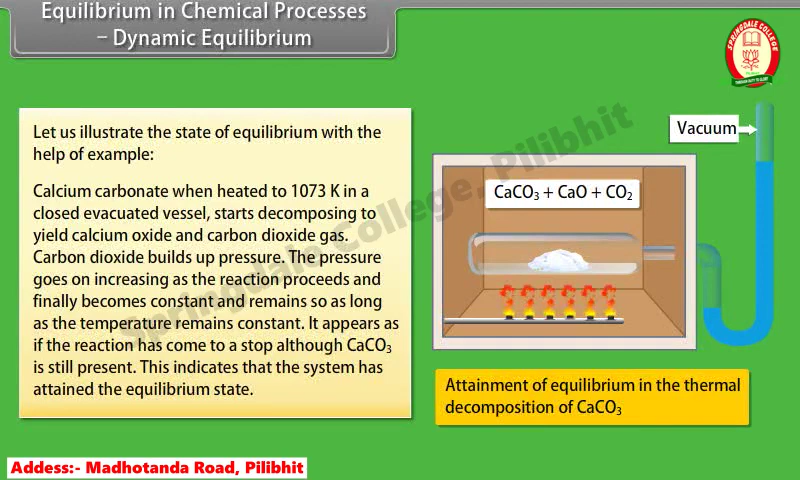 Equilibrium in Chemical Processes
– Dynamic Equilibrium
SPRINGDALE COLLEGE
Vacuum
Let us illustrate the state of equilibrium with the
help of example:
Calcium carbonate when heated to 1073 K in a
closed evacuated vessel, starts decomposing to
yield calcium oxide and carbon dioxide gas.
Carbon dioxide builds up pressure. The pressure
goes on increasing as the reaction proceeds and
finally becomes constant and remains so as long
as the temperature remains constant. It appears as
if the reaction has come to a stop although CaCO₃
is still present. This indicates that the system has
attained the equilibrium state.
CaCO₃ + CaO + CO₂
Attainment of equilibrium in the thermal
decomposition of CaCO₃
Springdale College, Pilibhit
Addess:- Madhotanda Road, Pilibhit